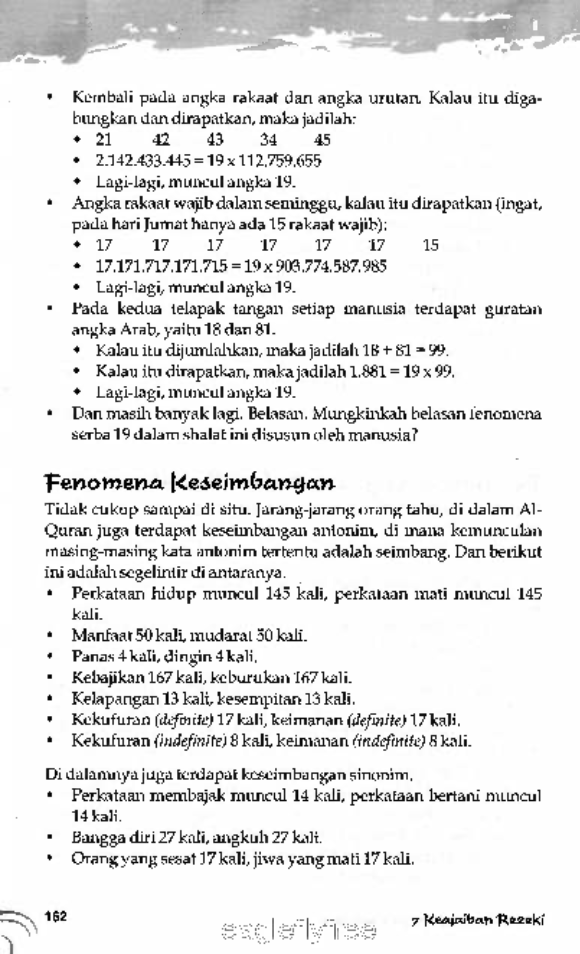 • Kembali pada angka rakaat dan angka urutan. Kalau itu diga-
bungkan dan dirapatkan, maka jadilah:
◆ 21 42 43 34 45
◆ 2.142.433.445 = 19 x 112.759.655
◆ Lagi-lagi, muncul angka 19.
• Angka rakaat wajib dalam seminggu, kalau itu dirapatkan (ingat,
pada hari Jumat hanya ada 15 rakaat wajib):
◆ 17 17 17 17 17 17 15
◆ 17.171.717.171.715 = 19 x 903.774.587.985
◆ Lagi-lagi, muncul angka 19.
• Pada kedua telapak tangan setiap manusia terdapat guratan
angka Arab, yaitu 18 dan 81.
◆ Kalau itu dijumlahkan, maka jadilah 18 + 81 = 99.
◆ Kalau itu dirapatkan, maka jadilah 1.881 = 19 x 99.
◆ Lagi-lagi, muncul angka 19.
• Dan masih banyak lagi. Belasan. Mungkinkah belasan fenomena
serba 19 dalam shalat ini disusun oleh manusia?
Fenomena Keseimbangan
Tidak cukup sampai di situ. Jarang-jarang orang tahu, di dalam Al-
Quran juga terdapat keseimbangan antonim, di mana kemunculan
masing-masing kata antonim tertentu adalah seimbang. Dan berikut
ini adalah segelintir di antaranya.
• Perkataan hidup muncul 145 kali, perkataan mati muncul 145
kali.
• Manfaat 50 kali, mudarat 50 kali.
• Panas 4 kali, dingin 4 kali.
• Kebajikan 167 kali, keburukan 167 kali.
• Kelapangan 13 kali, kesempitan 13 kali.
• Kekufuran (definite) 17 kali, keimanan (definite) 17 kali.
• Kekufuran (indefinite) 8 kali, keimanan (indefinite) 8 kali.
Di dalamnya juga terdapat keseimbangan sinonim.
• Perkataan membajak muncul 14 kali, perkataan bertani muncul
14 kali.
• Bangga diri 27 kali, angkuh 27 kali.
• Orang yang sesat 17 kali, jiwa yang mati 17 kali.
162
7 Keajaiban Rezeki